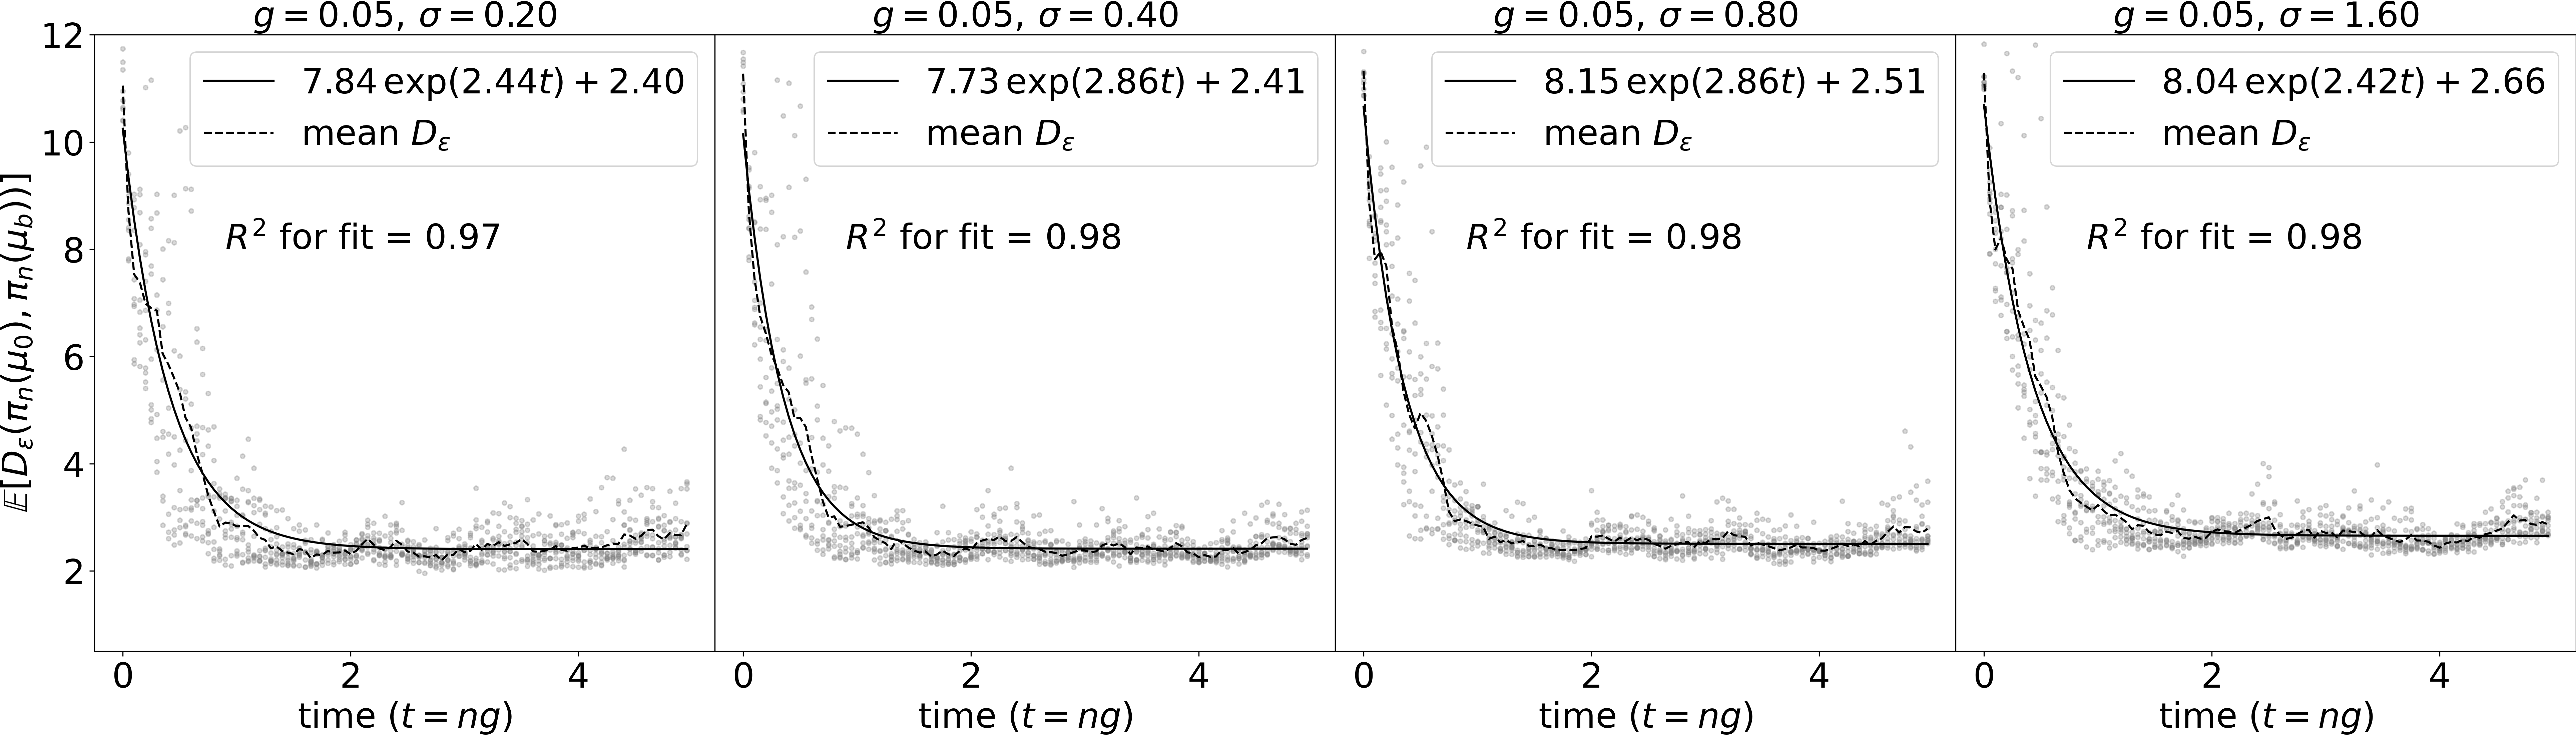 g = 0.05, σ = 0.20
g = 0.05, σ = 0.40
g = 0.05, σ = 0.80
g = 0.05, σ = 1.60
𝔼[D_ε(π_n(μ_0), π_n(μ_b))]
12
10
8
6
4
2
7.84 exp(2.44t) + 2.40
mean D_ε
R² for fit = 0.97
0 2 4
time (t = ng)
7.73 exp(2.86t) + 2.41
mean D_ε
R² for fit = 0.98
0 2 4
time (t = ng)
8.15 exp(2.86t) + 2.51
mean D_ε
R² for fit = 0.98
0 2 4
time (t = ng)
8.04 exp(2.42t) + 2.66
mean D_ε
R² for fit = 0.98
0 2 4
time (t = ng)